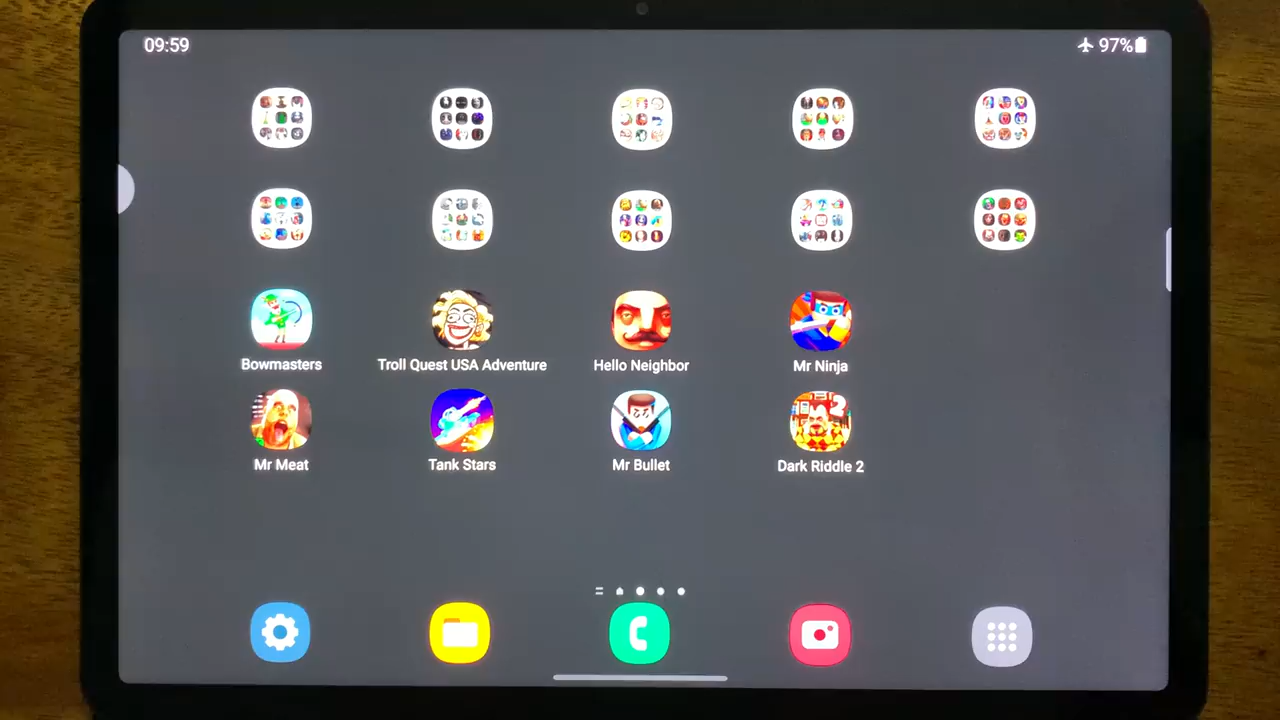 09:59
97%
Bowmasters
Troll Quest USA Adventure
Hello Neighbor
Mr Ninja
2
Mr Meat
Tank Stars
Mr Bullet
Dark Riddle 2